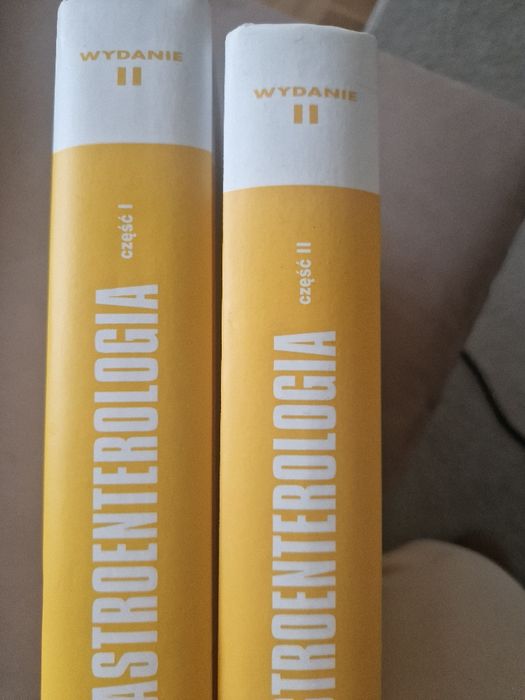 WYDANIE
II
część I
ASTROENTEROLOGIA
WYDANIE
II
część II
TROENTEROLOGIA